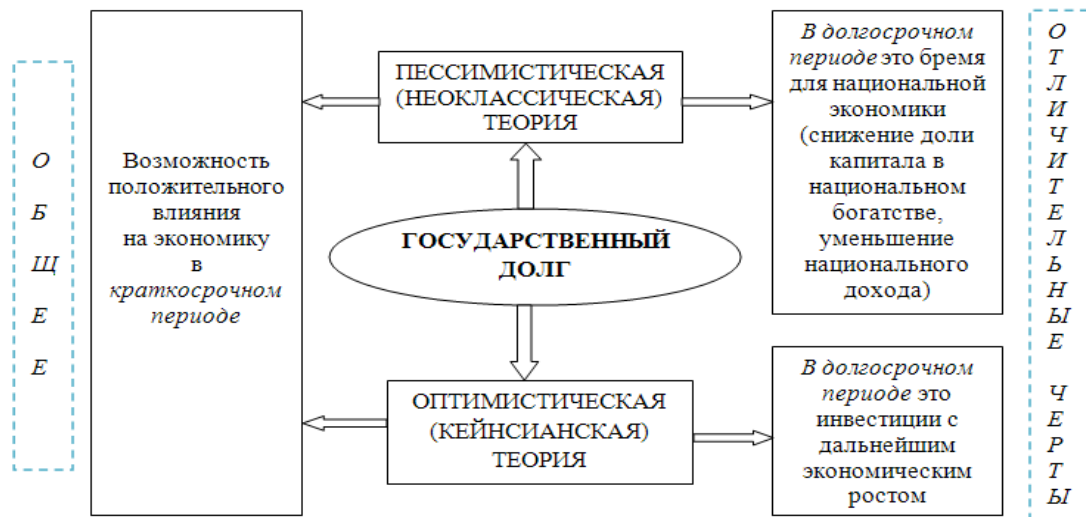 О
Б
Щ
Е
Е
Возможность
положительного
влияния
на экономику
в
краткосрочном
периоде
ПЕССИМИСТИЧЕСКАЯ
(НЕОКЛАССИЧЕСКАЯ)
ТЕОРИЯ
ГОСУДАРСТВЕННЫЙ
ДОЛГ
ОПТИМИСТИЧЕСКАЯ
(КЕЙНСИАНСКАЯ)
ТЕОРИЯ
В долгосрочном
периоде это бремя
для национальной
экономики
(снижение доли
капитала в
национальном
богатстве,
уменьшение
национального
дохода)
В долгосрочном
периоде это
инвестиции с
дальнейшим
экономическим
ростом
О
Т
Л
И
Ч
И
Т
Е
Л
Ь
Н
Ы
Е
Ч
Е
Р
Т
Ы